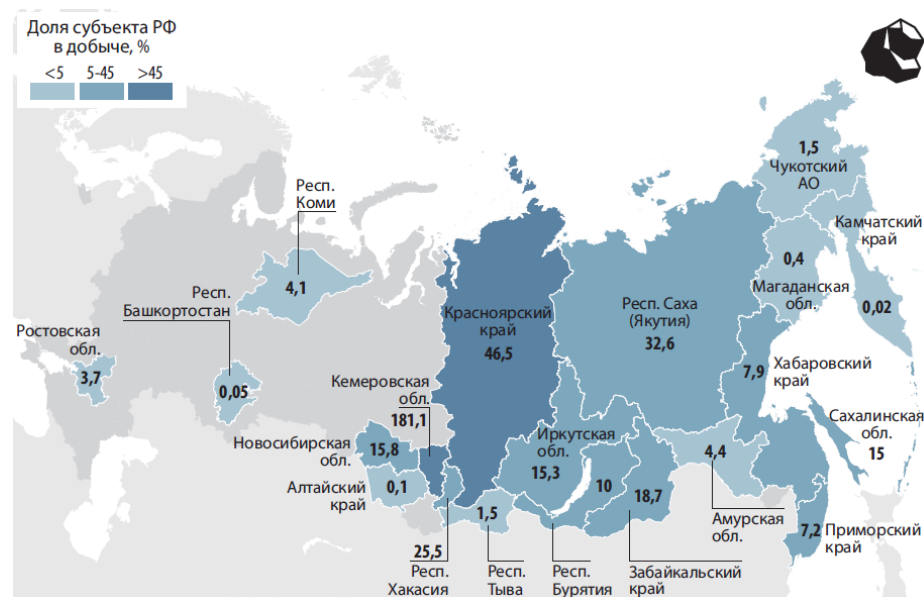 Доля субъекта РФ
в добыче, %
<5 5-45 >45
1,5
Чукотский
АО
Респ.
Коми
4,1
Камчатский
край
0,02
0,4
Магаданская
обл.
Респ.
Башкортостан
0,05
Ростовская
обл.
3,7
Красноярский
край
46,5
Респ. Саха
(Якутия)
32,6
7,9
Хабаровский
край
Кемеровская
обл.
181,1
Сахалинская
обл.
15
Новосибирская
обл.
15,8
Иркутская
обл.
15,3
10
18,7
4,4
Алтайский
край
0,1
1,5
Амурская
обл.
7,2
Приморский
край
25,5
Респ.
Хакасия
Респ.
Тыва
Респ.
Бурятия
Забайкальский
край